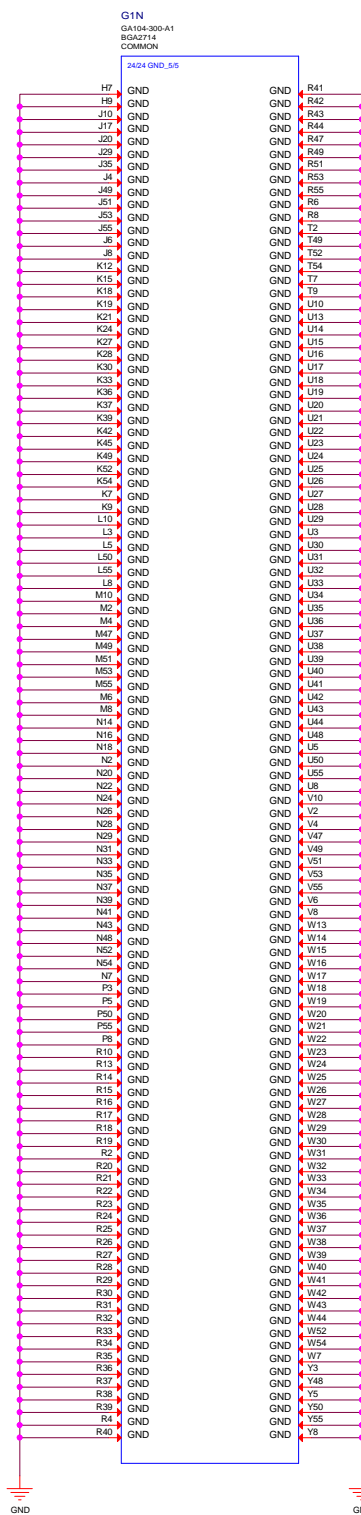 G1N
GA104-300-A1
BGA2714
COMMON
24/24 GND_5/5
H7 GND GND R41
H9 GND GND R42
J10 GND GND R43
J17 GND GND R44
J20 GND GND R47
J29 GND GND R49
J35 GND GND R51
J4 GND GND R53
J49 GND GND R55
J51 GND GND R6
J53 GND GND R8
J55 GND GND T2
J6 GND GND T49
J8 GND GND T52
K12 GND GND T54
K15 GND GND T7
K18 GND GND T9
K19 GND GND U10
K21 GND GND U13
K24 GND GND U14
K27 GND GND U15
K28 GND GND U16
K30 GND GND U17
K33 GND GND U18
K36 GND GND U19
K37 GND GND U20
K39 GND GND U21
K42 GND GND U22
K45 GND GND U23
K49 GND GND U24
K52 GND GND U25
K54 GND GND U26
K7 GND GND U27
K9 GND GND U28
L10 GND GND U29
L3 GND GND U3
L5 GND GND U30
L50 GND GND U31
L55 GND GND U32
L8 GND GND U33
M10 GND GND U34
M2 GND GND U35
M4 GND GND U36
M47 GND GND U37
M49 GND GND U38
M51 GND GND U39
M53 GND GND U40
M55 GND GND U41
M6 GND GND U42
M8 GND GND U43
N14 GND GND U44
N16 GND GND U48
N18 GND GND U5
N2 GND GND U50
N20 GND GND U55
N22 GND GND U8
N24 GND GND V10
N26 GND GND V2
N28 GND GND V4
N29 GND GND V47
N31 GND GND V49
N33 GND GND V51
N35 GND GND V53
N37 GND GND V55
N39 GND GND V6
N41 GND GND V8
N43 GND GND W13
N48 GND GND W14
N52 GND GND W15
N54 GND GND W16
N7 GND GND W17
P3 GND GND W18
P5 GND GND W19
P50 GND GND W20
P55 GND GND W21
P8 GND GND W22
R10 GND GND W23
R13 GND GND W24
R14 GND GND W25
R15 GND GND W26
R16 GND GND W27
R17 GND GND W28
R18 GND GND W29
R19 GND GND W30
R2 GND GND W31
R20 GND GND W32
R21 GND GND W33
R22 GND GND W34
R23 GND GND W35
R24 GND GND W36
R25 GND GND W37
R26 GND GND W38
R27 GND GND W39
R28 GND GND W40
R29 GND GND W41
R30 GND GND W42
R31 GND GND W43
R32 GND GND W44
R33 GND GND W52
R34 GND GND W54
R35 GND GND W7
R36 GND GND Y3
R37 GND GND Y48
R38 GND GND Y5
R39 GND GND Y50
R4 GND GND Y55
R40 GND GND Y8
GND